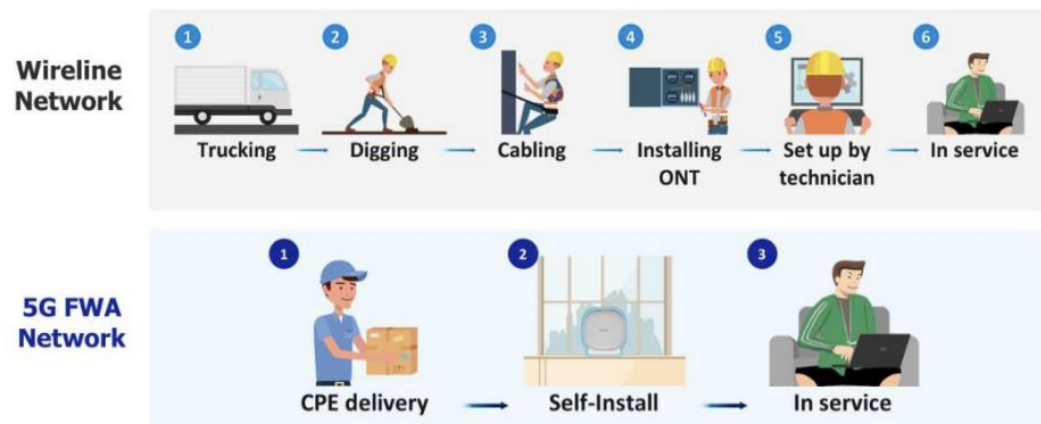 Wireline
Network
1
2
3
4
5
6
Trucking
Digging
Cabling
Installing
ONT
Set up by
technician
In service
5G FWA
Network
1
2
3
CPE delivery
Self-Install
In service